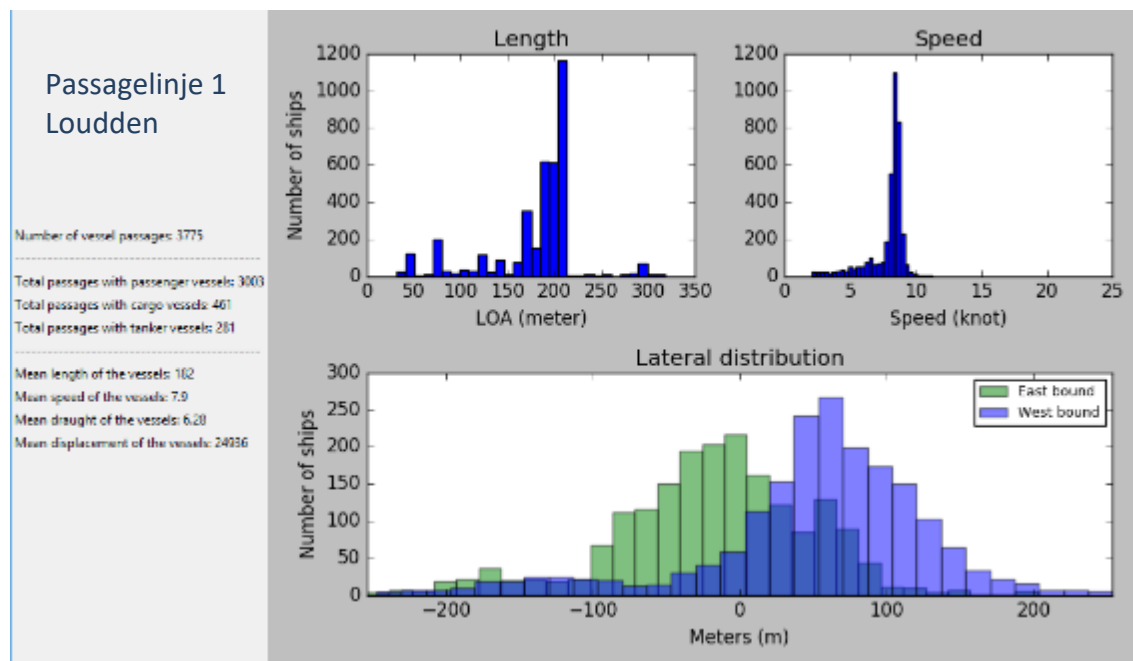 Passagelinje 1
Loudden
Number of vessel passages: 3775
Total passages with passenger vessels: 3003
Total passages with cargo vessels: 461
Total passages with tanker vessels: 281
Mean length of the vessels: 182
Mean speed of the vessels: 7.9
Mean draught of the vessels: 6.28
Mean displacement of the vessels: 24936
Length
Number of ships
1200
1000
800
600
400
200
0
0 50 100 150 200 250 300 350
LOA (meter)
Speed
1200
1000
800
600
400
200
0
0 5 10 15 20 25
Speed (knot)
Lateral distribution
Number of ships
300
250
200
150
100
50
0
East bound
West bound
−200 −100 0 100 200
Meters (m)